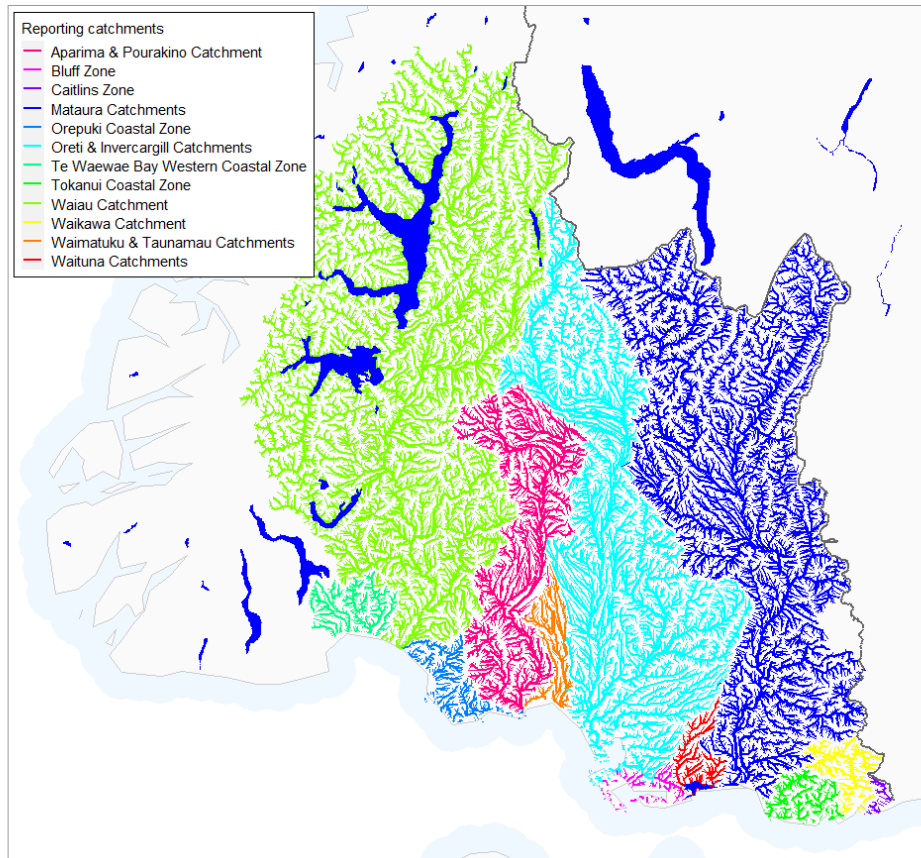 Reporting catchments
Aparima & Pourakino Catchment
Bluff Zone
Caitlins Zone
Mataura Catchments
Orepuki Coastal Zone
Oreti & Invercargill Catchments
Te Waewae Bay Western Coastal Zone
Tokanui Coastal Zone
Waiau Catchment
Waikawa Catchment
Waimatuku & Taunamau Catchments
Waituna Catchments